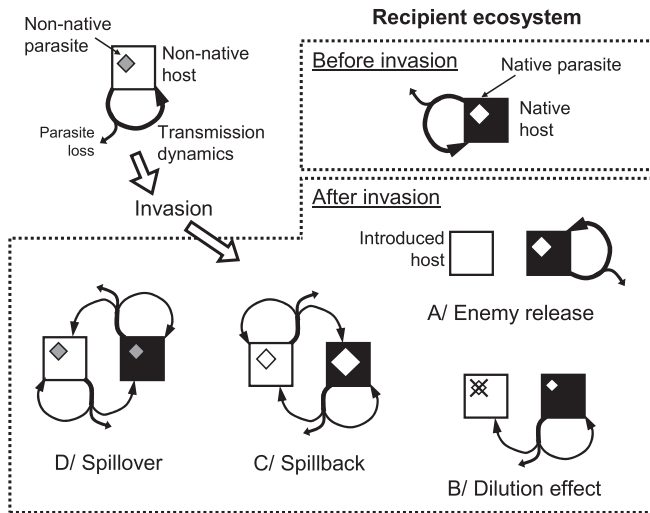 Recipient ecosystem
Non-native
parasite
Non-native
host
Parasite
loss
Transmission
dynamics
Invasion
Before invasion
Native parasite
Native
host
After invasion
Introduced
host
A/ Enemy release
D/ Spillover
C/ Spillback
B/ Dilution effect